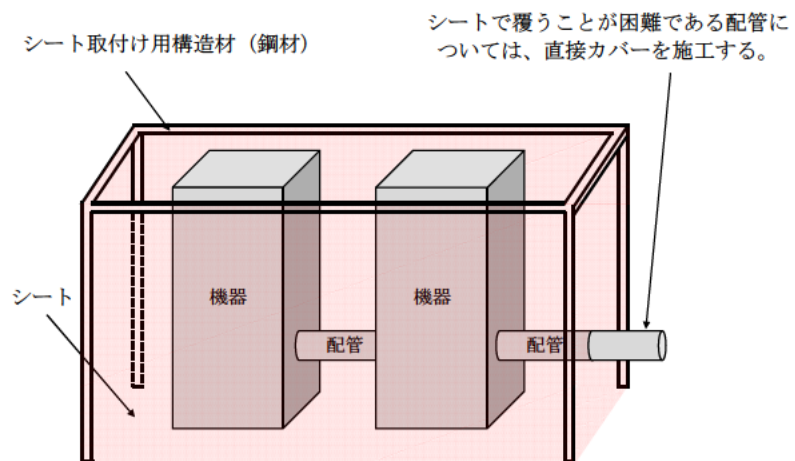 シートで覆うことが困難である配管に
ついては、直接カバーを施工する。
シート取付け用構造材（鋼材）
機器
機器
シート
配管
配管